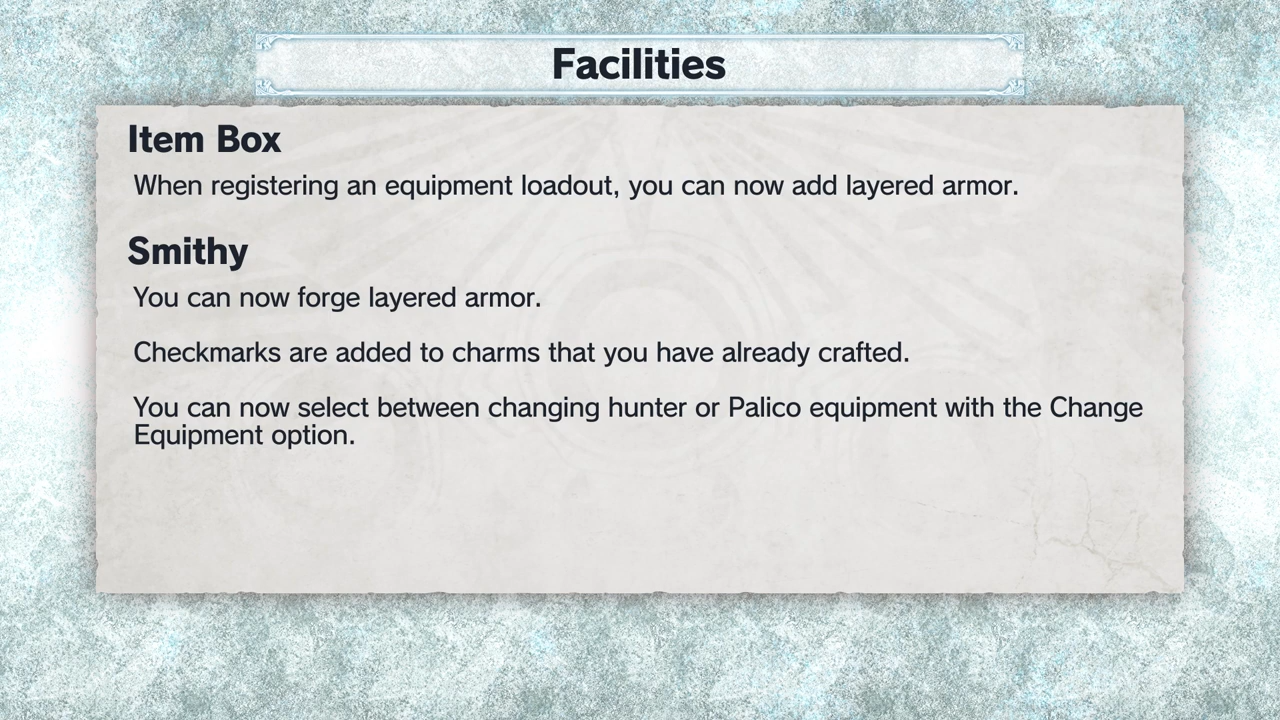 Facilities
Item Box
When registering an equipment loadout, you can now add layered armor.
Smithy
You can now forge layered armor.
Checkmarks are added to charms that you have already crafted.
You can now select between changing hunter or Palico equipment with the Change
Equipment option.